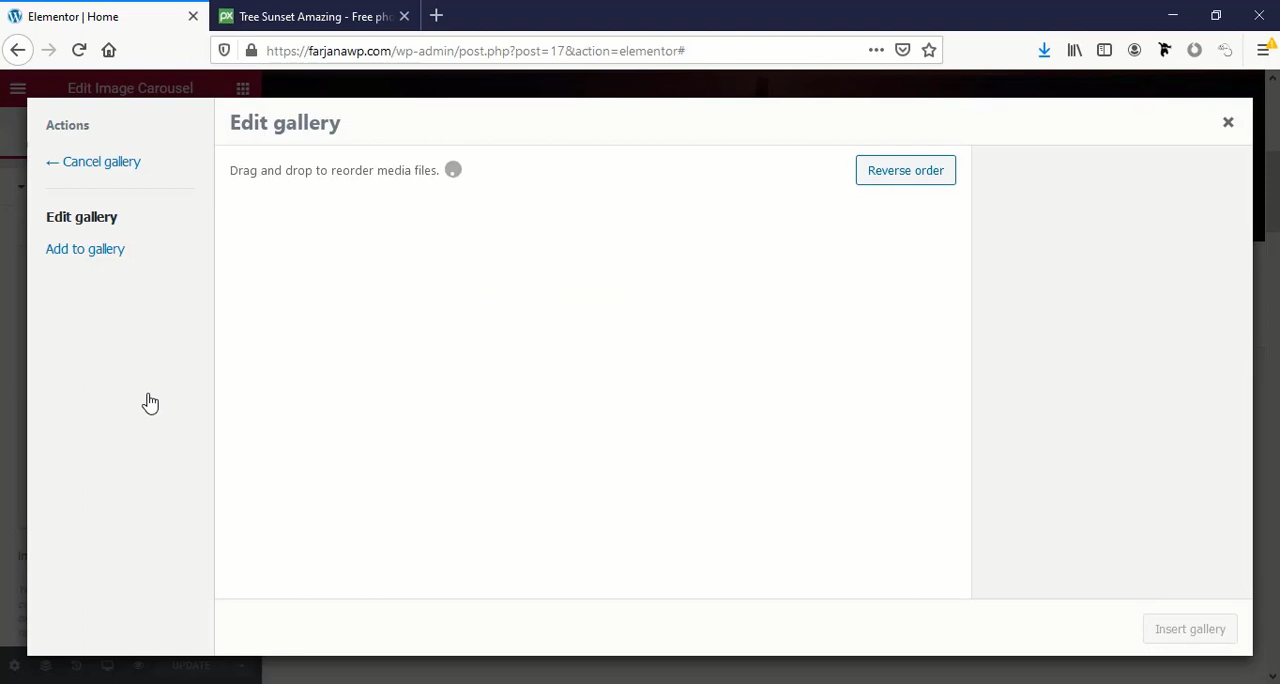 Elementor | Home
Tree Sunset Amazing - Free pho
https://farjanawp.com/wp-admin/post.php?post=17&action=elementor#
Edit Image Carousel
Actions
Edit gallery
← Cancel gallery
Drag and drop to reorder media files.
Reverse order
Edit gallery
Add to gallery
Insert gallery
UPDATE